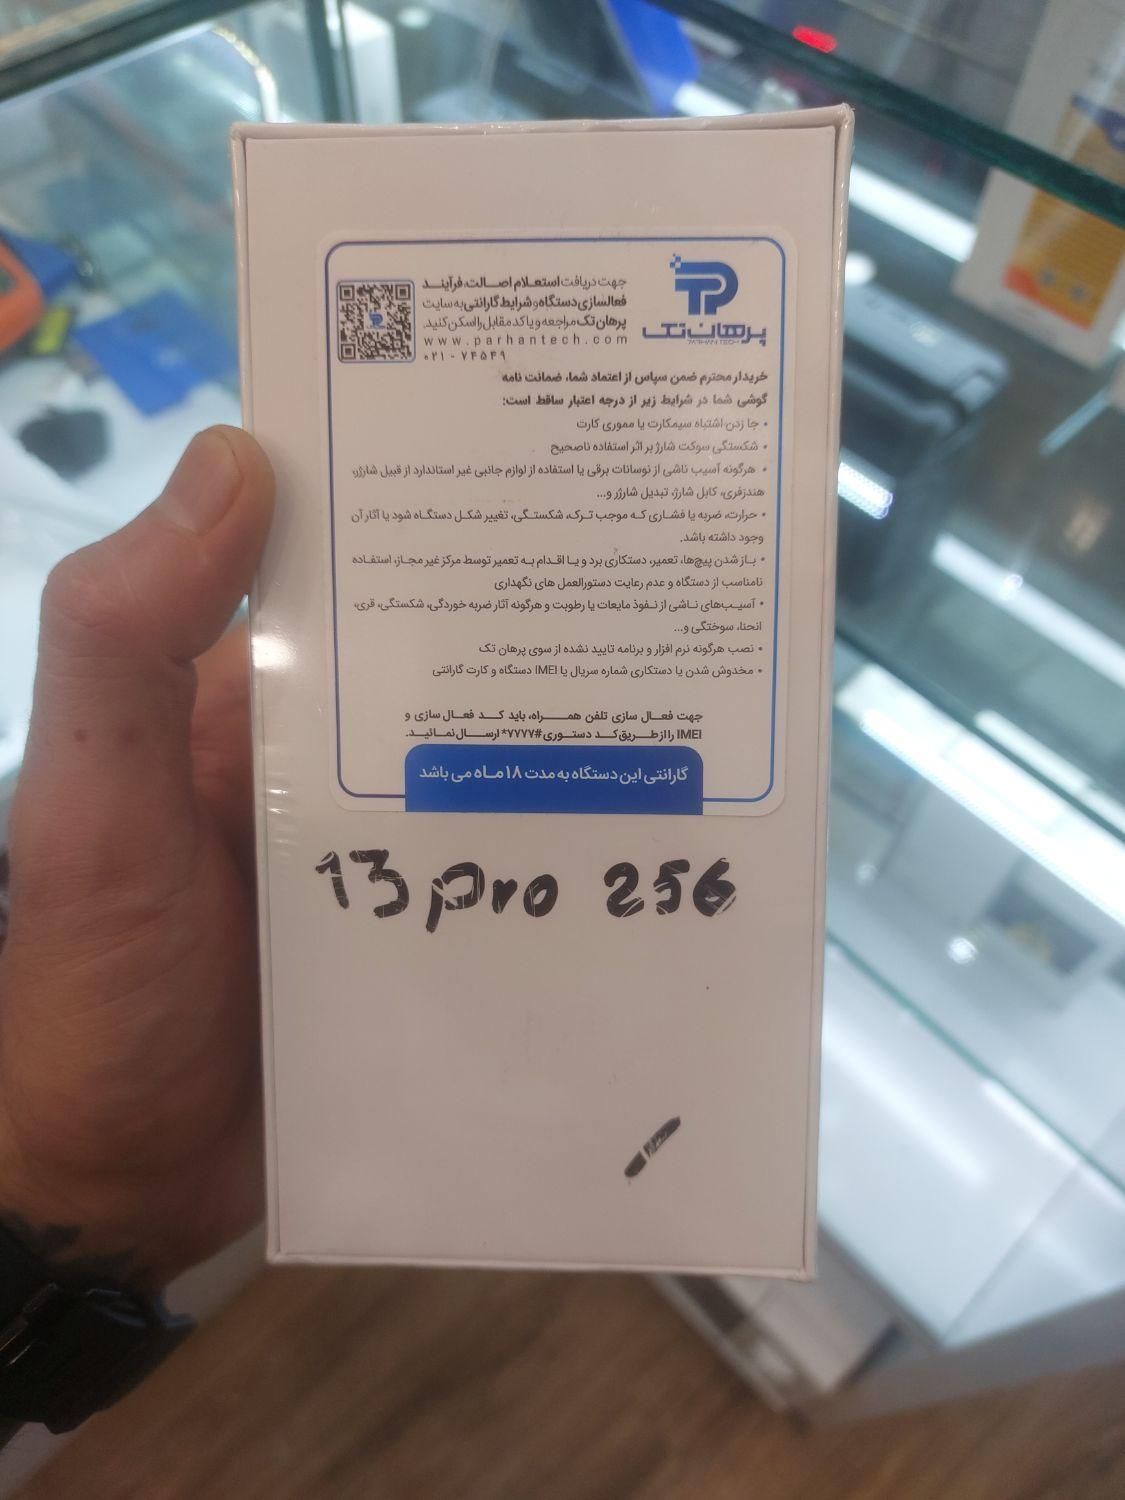 پرهان تک
PARHAN TECH
جهت دریافت استعلام اصالت، فرآیند
فعالسازی دستگاه و شرایط گارانتی به سایت
پرهان تک مراجعه و یا کد مقابل را اسکن کنید.
www.parhantech.com
۰۲۱ - ۷۴۵۴۹
خریدار محترم ضمن سپاس از اعتماد شما، ضمانت نامه
گوشی شما در شرایط زیر از درجه اعتبار ساقط است:
• جا زدن اشتباه سیمکارت یا مموری کارت
• شکستگی سوکت شارژ بر اثر استفاده ناصحیح
• هرگونه آسیب ناشی از نوسانات برقی یا استفاده از لوازم جانبی غیر استاندارد از قبیل شارژر،
هندزفری، کابل شارژ، تبدیل شارژر و...
• حرارت، ضربه یا فشاری که موجب ترک، شکستگی، تغییر شکل دستگاه شود یا آثار آن
وجود داشته باشد.
• باز شدن پیچ‌ها، تعمیر، دستکاری برد و یا اقدام به تعمیر توسط مرکز غیر مجاز، استفاده
نامناسب از دستگاه و عدم رعایت دستورالعمل های نگهداری
• آسیب‌های ناشی از نفوذ مایعات یا رطوبت و هرگونه آثار ضربه خوردگی، شکستگی، قری،
انحنا، سوختگی و...
• نصب هرگونه نرم افزار و برنامه تایید نشده از سوی پرهان تک
• مخدوش شدن یا دستکاری شماره سریال یا IMEI دستگاه و کارت گارانتی
جهت فعال سازی تلفن همراه، باید کد فعال سازی و
IMEI را از طریق کد دستوری #۷۷۷۷* ارسال نمائید.
گارانتی این دستگاه به مدت ۱۸ ماه می باشد
13 pro 256